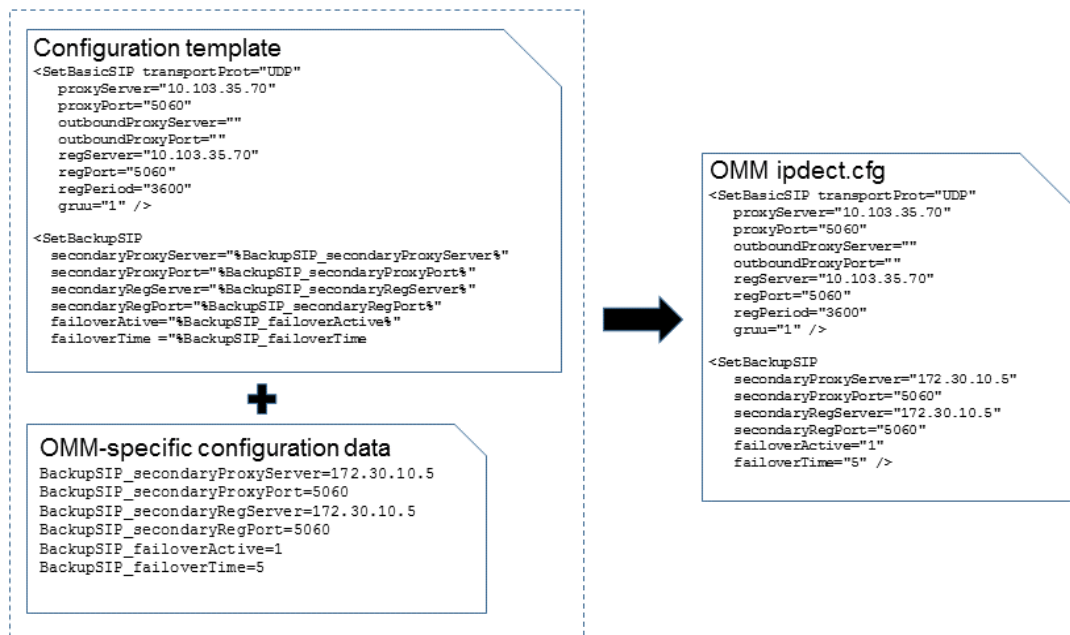 Configuration template
<SetBasicSIP transportProt="UDP"
proxyServer="10.103.35.70"
proxyPort="5060"
outboundProxyServer=""
outboundProxyPort=""
regServer="10.103.35.70"
regPort="5060"
regPeriod="3600"
gruu="1" />
<SetBackupSIP
secondaryProxyServer="%BackupSIP_secondaryProxyServer%"
secondaryProxyPort="%BackupSIP_secondaryProxyPort%"
secondaryRegServer="%BackupSIP_secondaryRegServer%"
secondaryRegPort="%BackupSIP_secondaryRegPort%"
failoverAtive="%BackupSIP_failoverActive%"
failoverTime ="%BackupSIP_failoverTime
OMM-specific configuration data
BackupSIP_secondaryProxyServer=172.30.10.5
BackupSIP_secondaryProxyPort=5060
BackupSIP_secondaryRegServer=172.30.10.5
BackupSIP_secondaryRegPort=5060
BackupSIP_failoverActive=1
BackupSIP_failoverTime=5
OMM ipdect.cfg
<SetBasicSIP transportProt="UDP"
proxyServer="10.103.35.70"
proxyPort="5060"
outboundProxyServer=""
outboundProxyPort=""
regServer="10.103.35.70"
regPort="5060"
regPeriod="3600"
gruu="1" />
<SetBackupSIP
secondaryProxyServer="172.30.10.5"
secondaryProxyPort="5060"
secondaryRegServer="172.30.10.5"
secondaryRegPort="5060"
failoverActive="1"
failoverTime="5" />